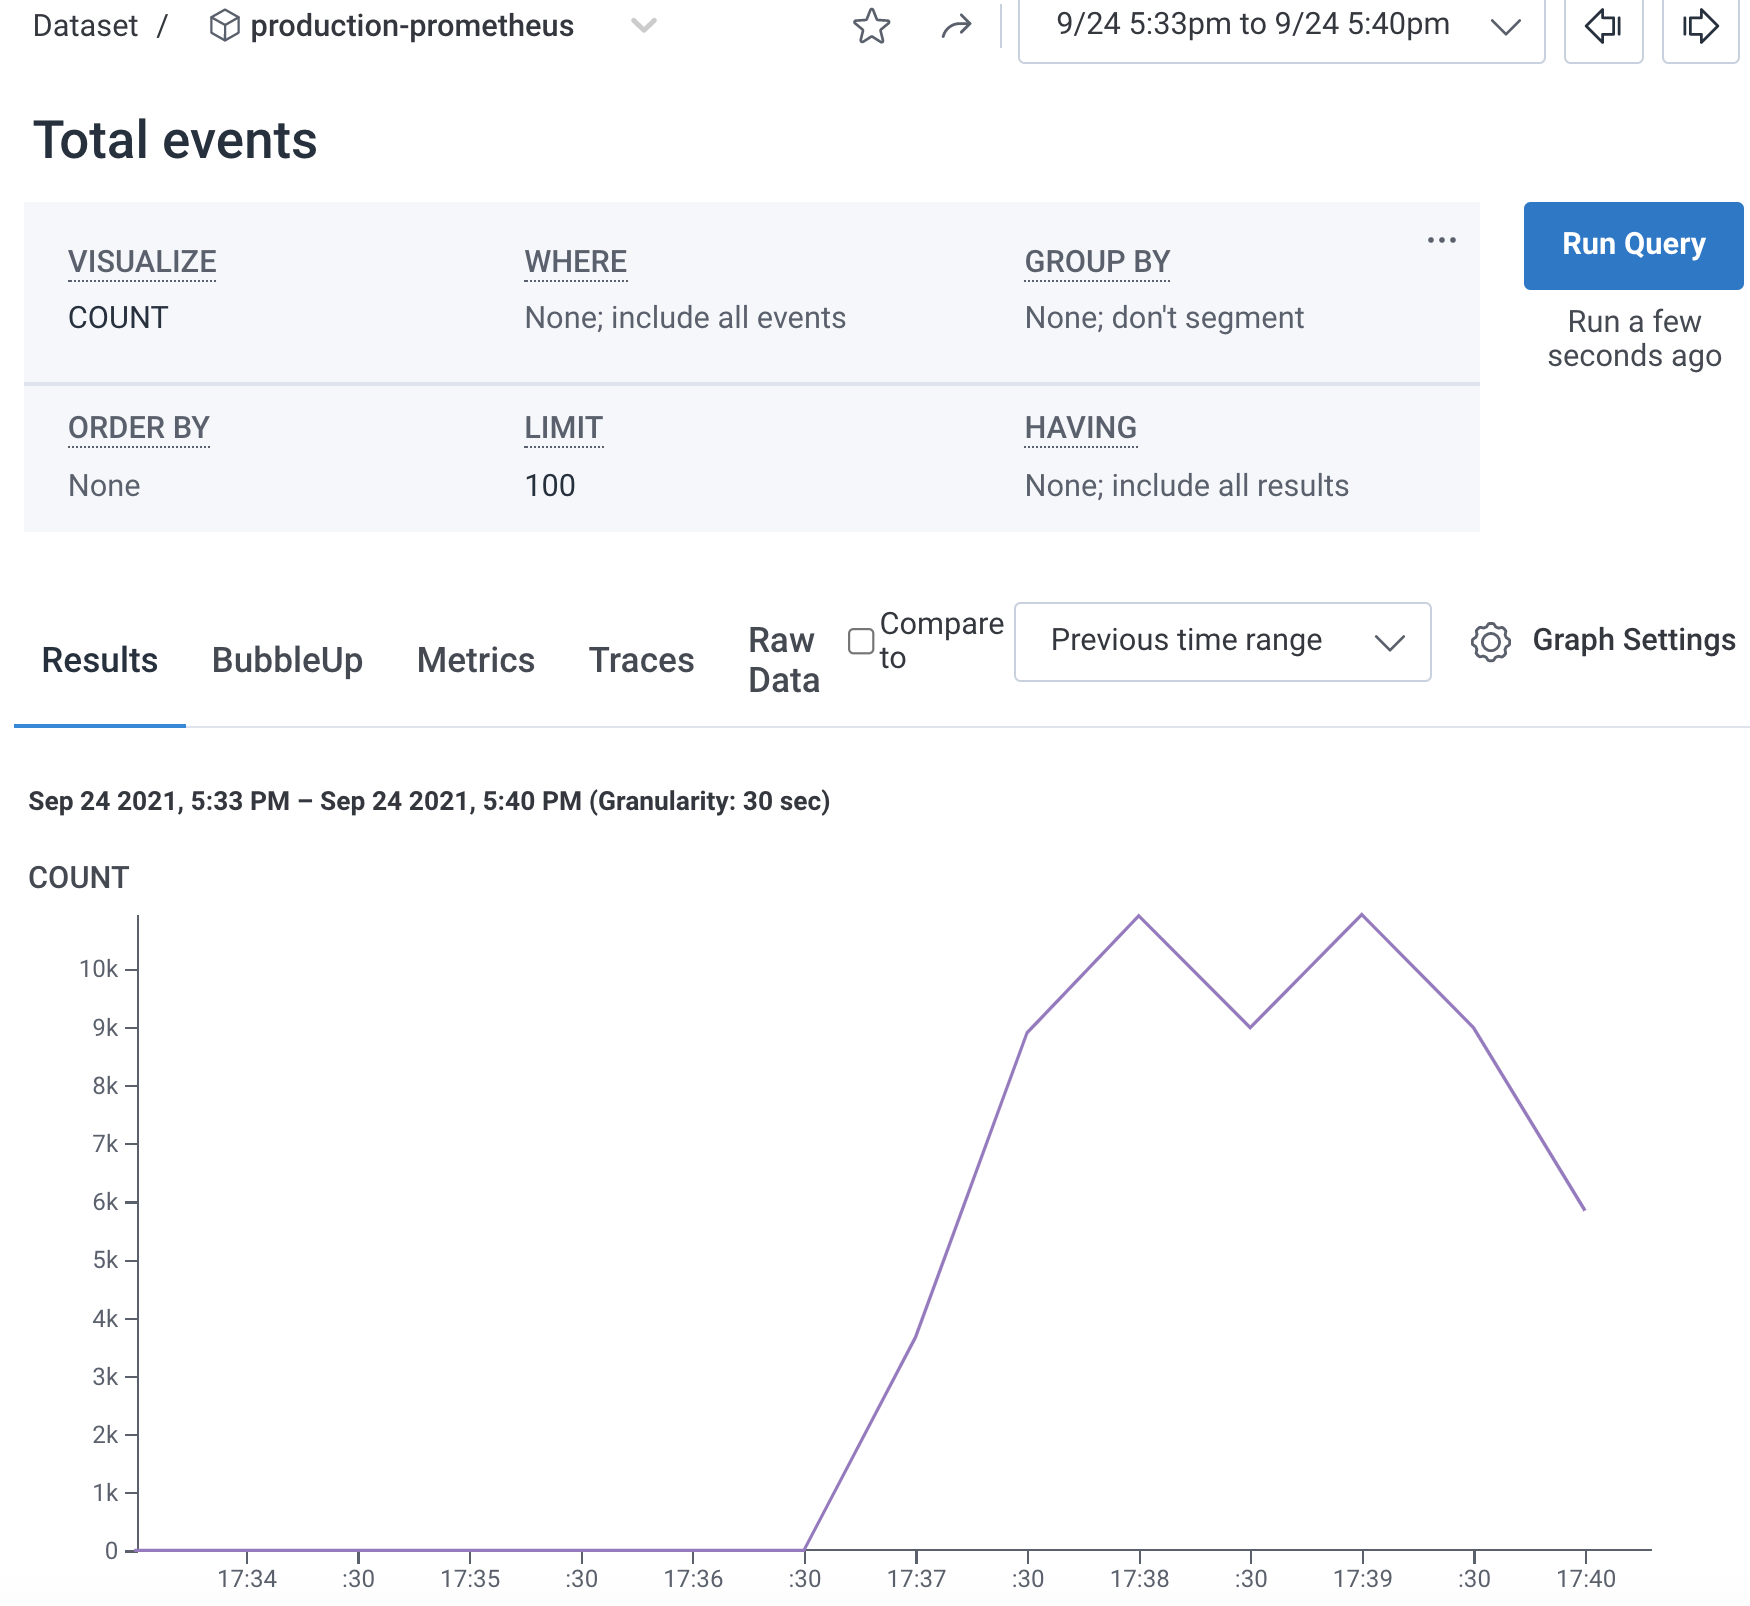 Dataset / production-prometheus 9/24 5:33pm to 9/24 5:40pm
Total events
Run Query
Run a few
seconds ago
VISUALIZE WHERE GROUP BY ...
COUNT None; include all events None; don't segment
ORDER BY LIMIT HAVING
None 100 None; include all results
Results BubbleUp Metrics Traces
Raw
Data
Compare
to
Previous time range
Graph Settings
Sep 24 2021, 5:33 PM – Sep 24 2021, 5:40 PM (Granularity: 30 sec)
COUNT
10k
9k
8k
7k
6k
5k
4k
3k
2k
1k
0
17:34 :30 17:35 :30 17:36 :30 17:37 :30 17:38 :30 17:39 :30 17:40